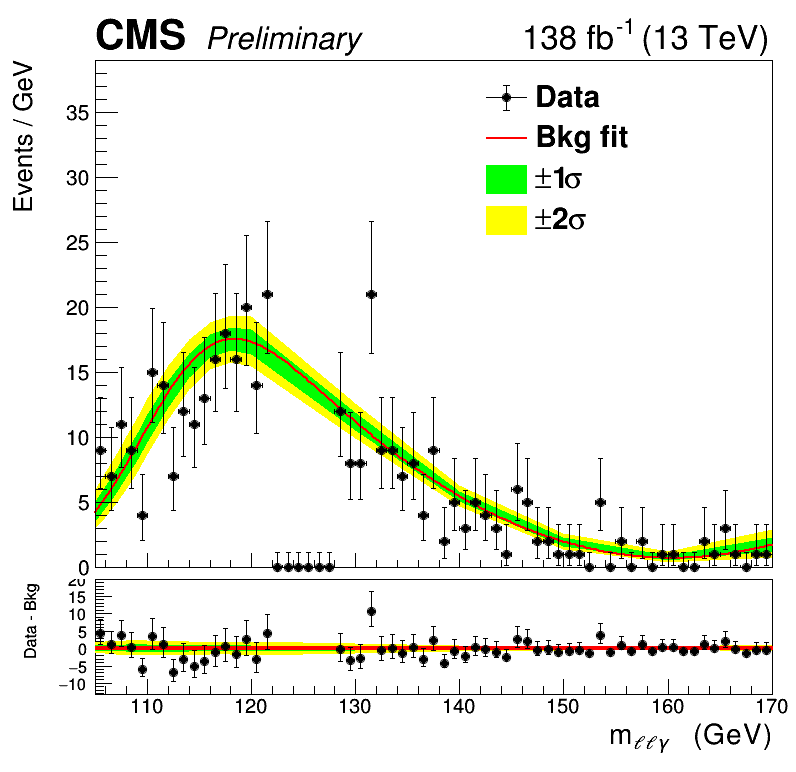 CMS Preliminary 138 fb⁻¹ (13 TeV)
Events / GeV
35
30
25
20
15
10
5
0
Data
Bkg fit
±1σ
±2σ
Data - Bkg
20
15
10
5
0
−5
−10
110 120 130 140 150 160 170
m_ℓℓγ (GeV)